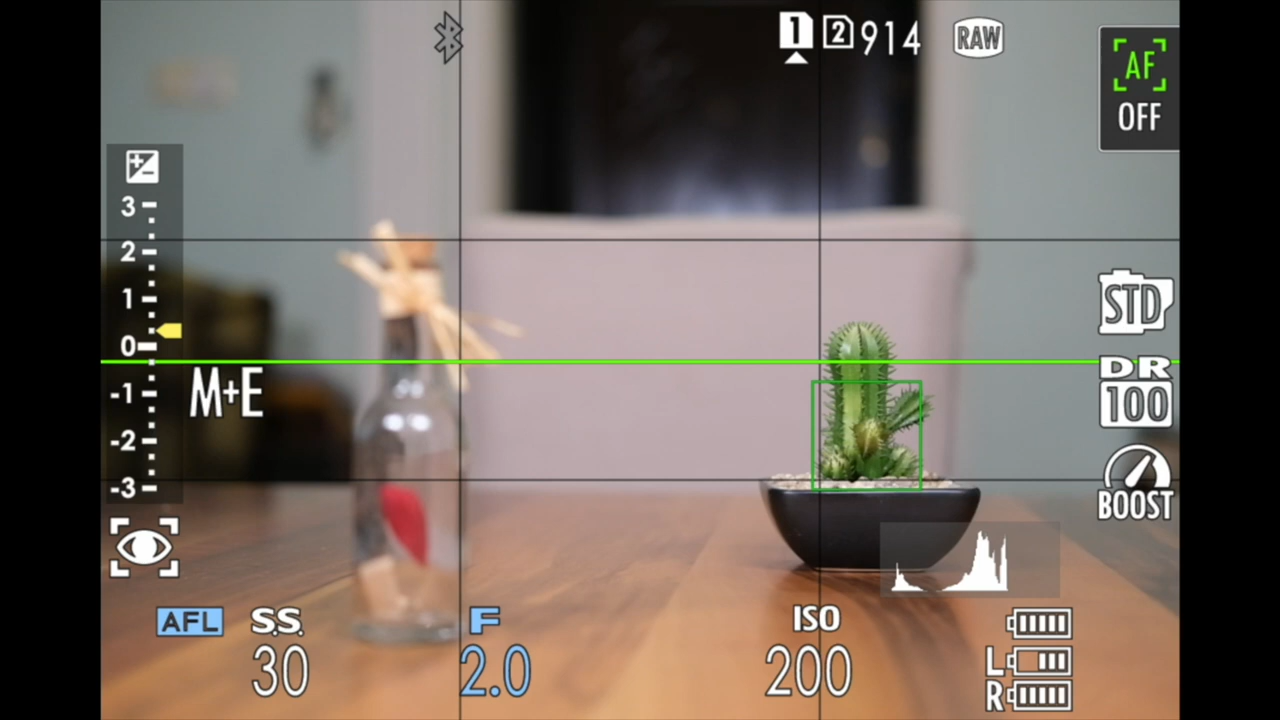 1 2 914 RAW
AF
OFF
3
2
1
0
-1
-2
-3
M+E
STD
DR
100
BOOST
AFL S.S. F ISO
30 2.0 200
L
R